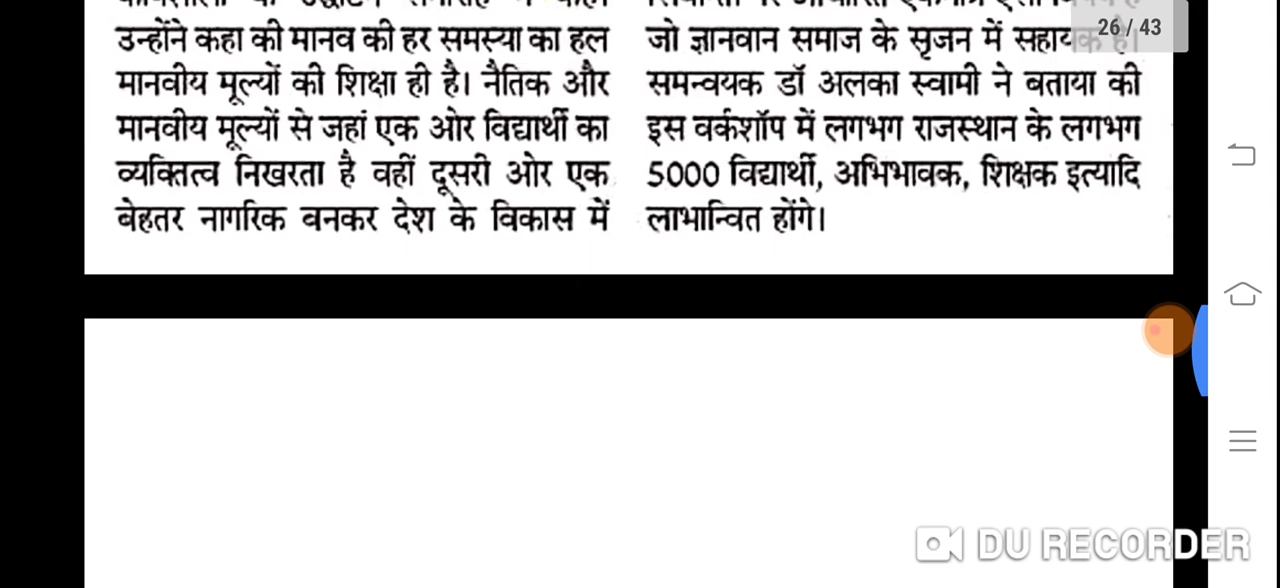 उन्होंने कहा की मानव की हर समस्या का हल
मानवीय मूल्यों की शिक्षा ही है। नैतिक और
मानवीय मूल्यों से जहां एक ओर विद्यार्थी का
व्यक्तित्व निखरता है वहीं दूसरी ओर एक
बेहतर नागरिक बनकर देश के विकास में
जो ज्ञानवान समाज के सृजन में सहायक है।
समन्वयक डॉ अलका स्वामी ने बताया की
इस वर्कशॉप में लगभग राजस्थान के लगभग
5000 विद्यार्थी, अभिभावक, शिक्षक इत्यादि
लाभान्वित होंगे।
26 / 43
DU RECORDER